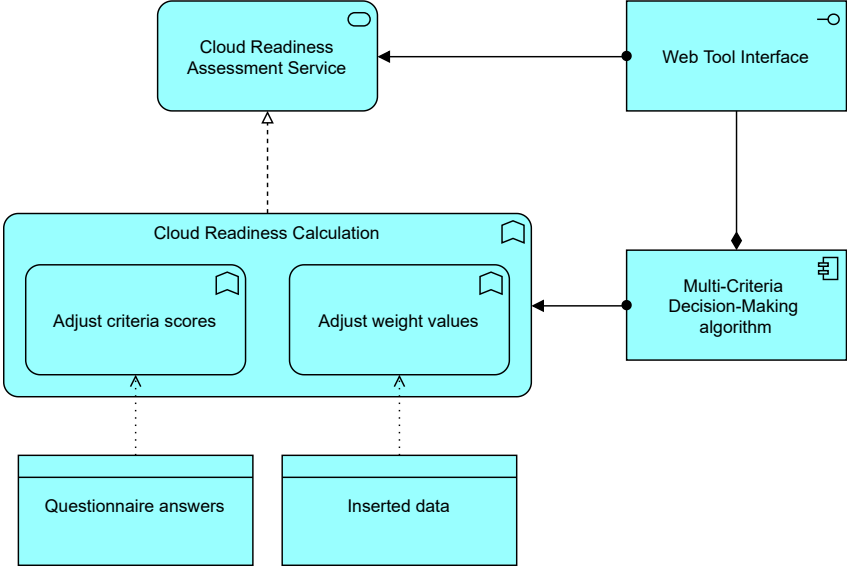 Cloud Readiness
Assessment Service
Web Tool Interface
Cloud Readiness Calculation
Adjust criteria scores
Adjust weight values
Multi-Criteria
Decision-Making
algorithm
Questionnaire answers
Inserted data